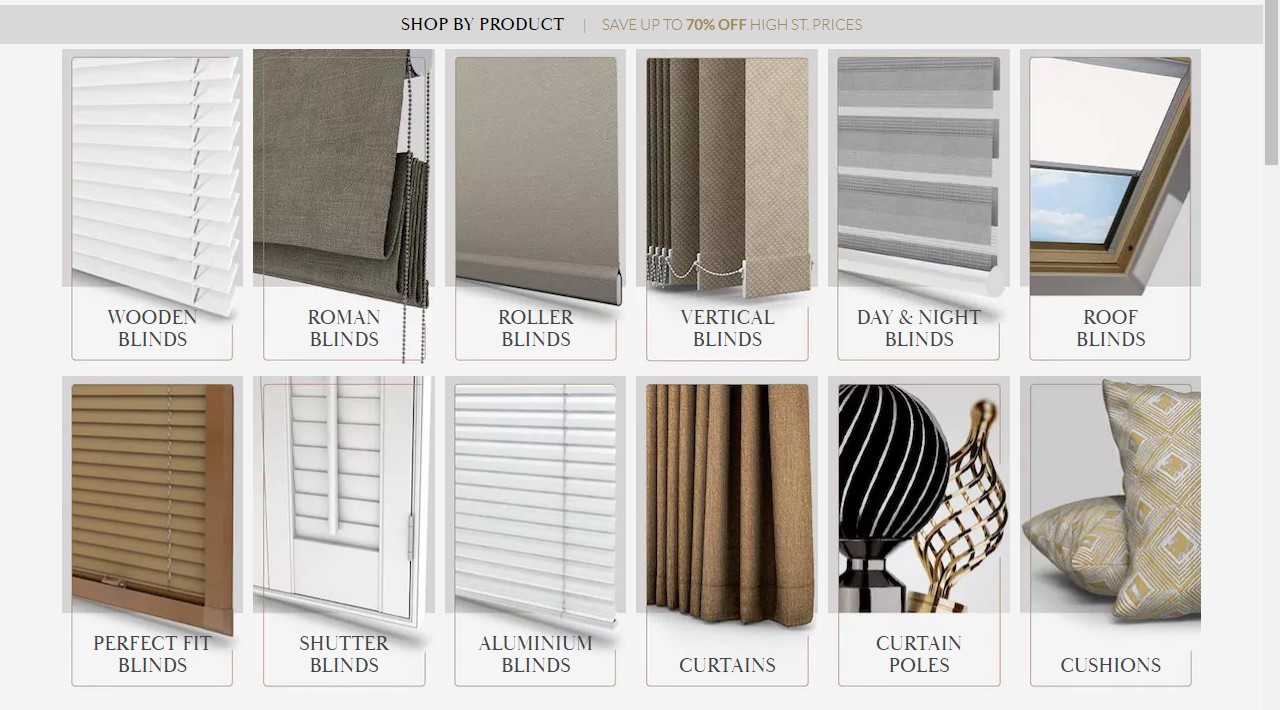 SHOP BY PRODUCT | SAVE UP TO 70% OFF HIGH ST. PRICES
WOODEN
BLINDS
ROMAN
BLINDS
ROLLER
BLINDS
VERTICAL
BLINDS
DAY & NIGHT
BLINDS
ROOF
BLINDS
PERFECT FIT
BLINDS
SHUTTER
BLINDS
ALUMINIUM
BLINDS
CURTAINS
CURTAIN
POLES
CUSHIONS